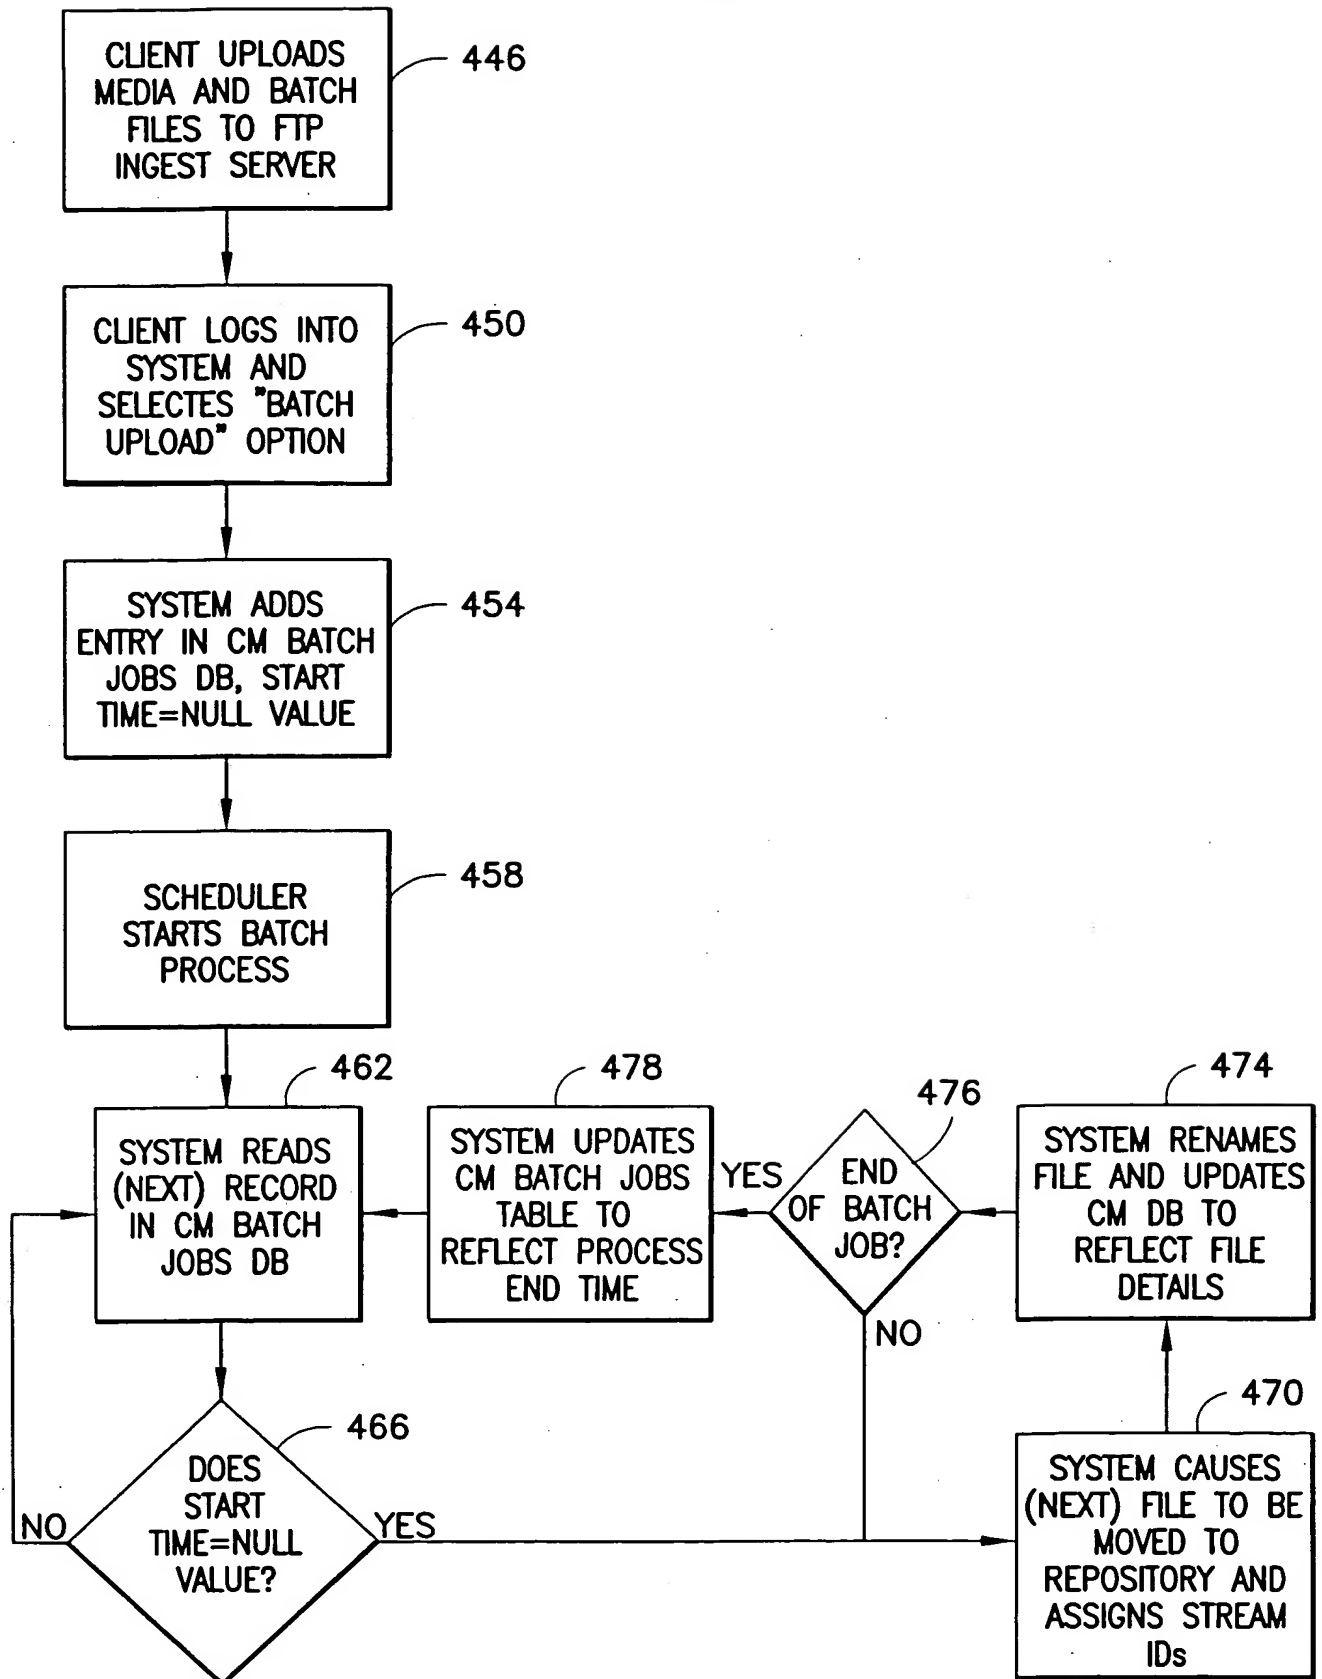 CLIENT UPLOADS
MEDIA AND BATCH
FILES TO FTP
INGEST SERVER
446
CLIENT LOGS INTO
SYSTEM AND
SELECTES "BATCH
UPLOAD" OPTION
450
SYSTEM ADDS
ENTRY IN CM BATCH
JOBS DB, START
TIME=NULL VALUE
454
SCHEDULER
STARTS BATCH
PROCESS
458
SYSTEM READS
(NEXT) RECORD
IN CM BATCH
JOBS DB
462
SYSTEM UPDATES
CM BATCH JOBS
TABLE TO
REFLECT PROCESS
END TIME
478
YES
END
OF BATCH
JOB?
476
NO
SYSTEM RENAMES
FILE AND UPDATES
CM DB TO
REFLECT FILE
DETAILS
474
DOES
START
TIME=NULL
VALUE?
466
NO
YES
SYSTEM CAUSES
(NEXT) FILE TO BE
MOVED TO
REPOSITORY AND
ASSIGNS STREAM
IDs
470